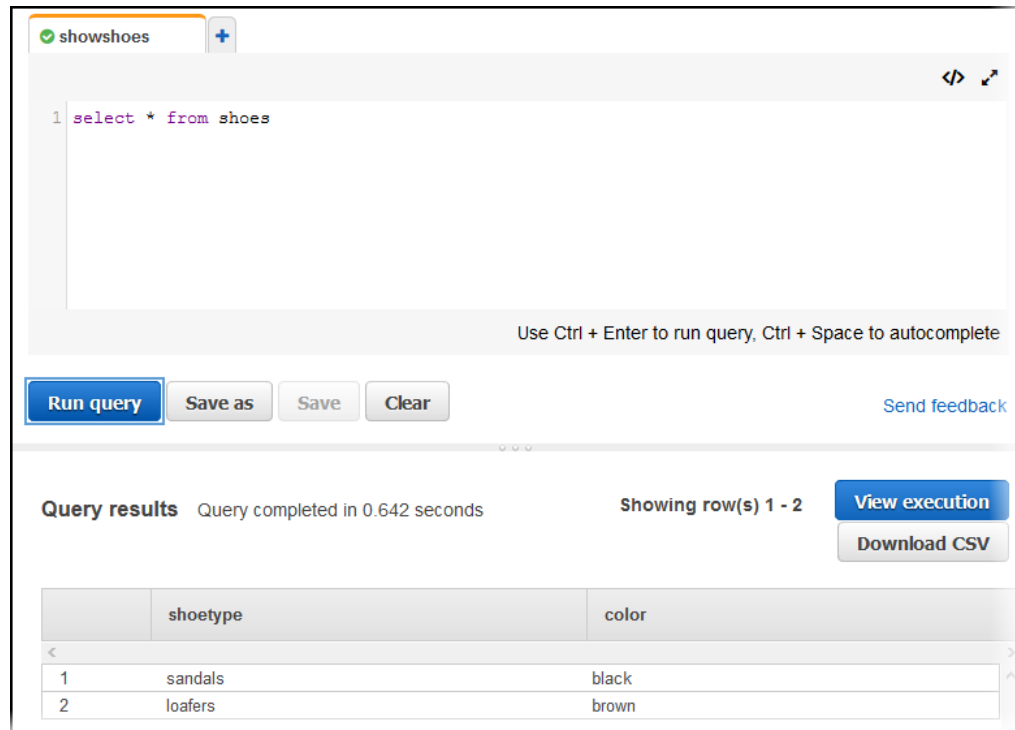 showshoes +
</>
1 select * from shoes
Use Ctrl + Enter to run query, Ctrl + Space to autocomplete
Run query Save as Save Clear Send feedback
Query results Query completed in 0.642 seconds Showing row(s) 1 - 2 View execution
Download CSV
shoetype color
1 sandals black
2 loafers brown